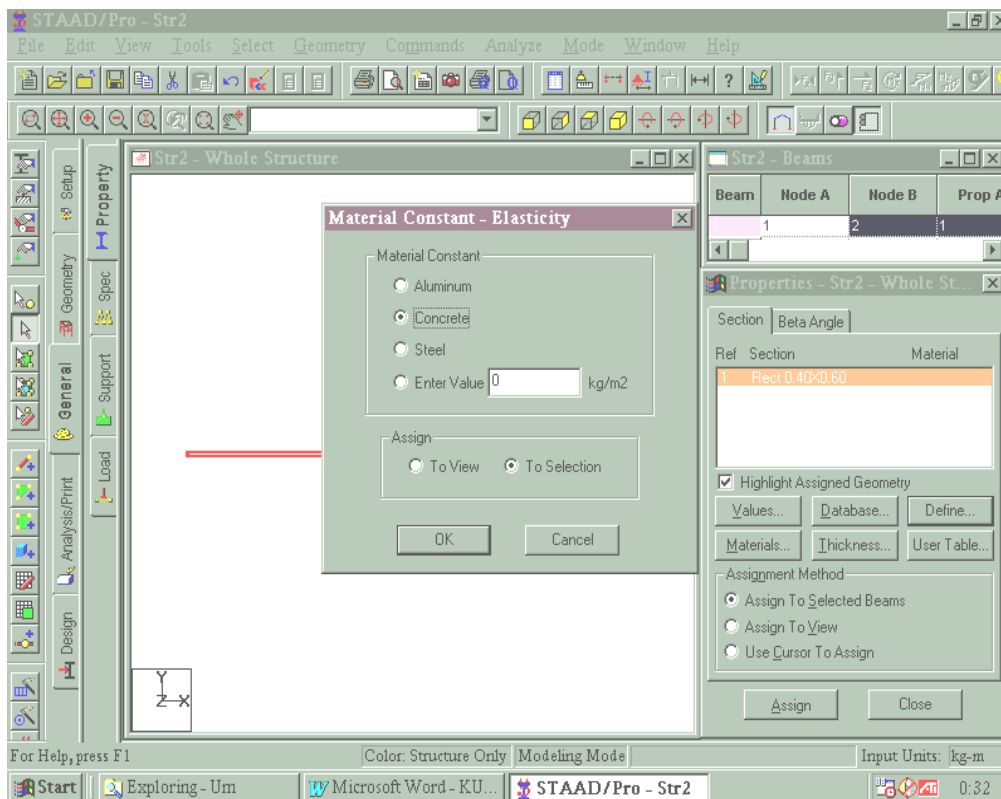 STAAD/Pro - Str2
File Edit View Tools Select Geometry Commands Analyze Mode Window Help
Setup
Geometry
General
Analysis/Print
Design
Property
Spec
Support
Load
Str2 - Whole Structure
Y
Z X
Material Constant - Elasticity
Material Constant
Aluminum
Concrete
Steel
Enter Value 0 kg/m2
Assign
To View To Selection
OK Cancel
Str2 - Beams
Beam Node A Node B Prop A
1 2 1
Properties - Str2 - Whole St...
Section Beta Angle
Ref Section Material
1 Rect 0.40X0.60
Highlight Assigned Geometry
Values... Database... Define...
Materials... Thickness... User Table...
Assignment Method
Assign To Selected Beams
Assign To View
Use Cursor To Assign
Assign Close
For Help, press F1 Color: Structure Only Modeling Mode Input Units: kg-m
Start Exploring - Um Microsoft Word - KU... STAAD/Pro - Str2 0:32